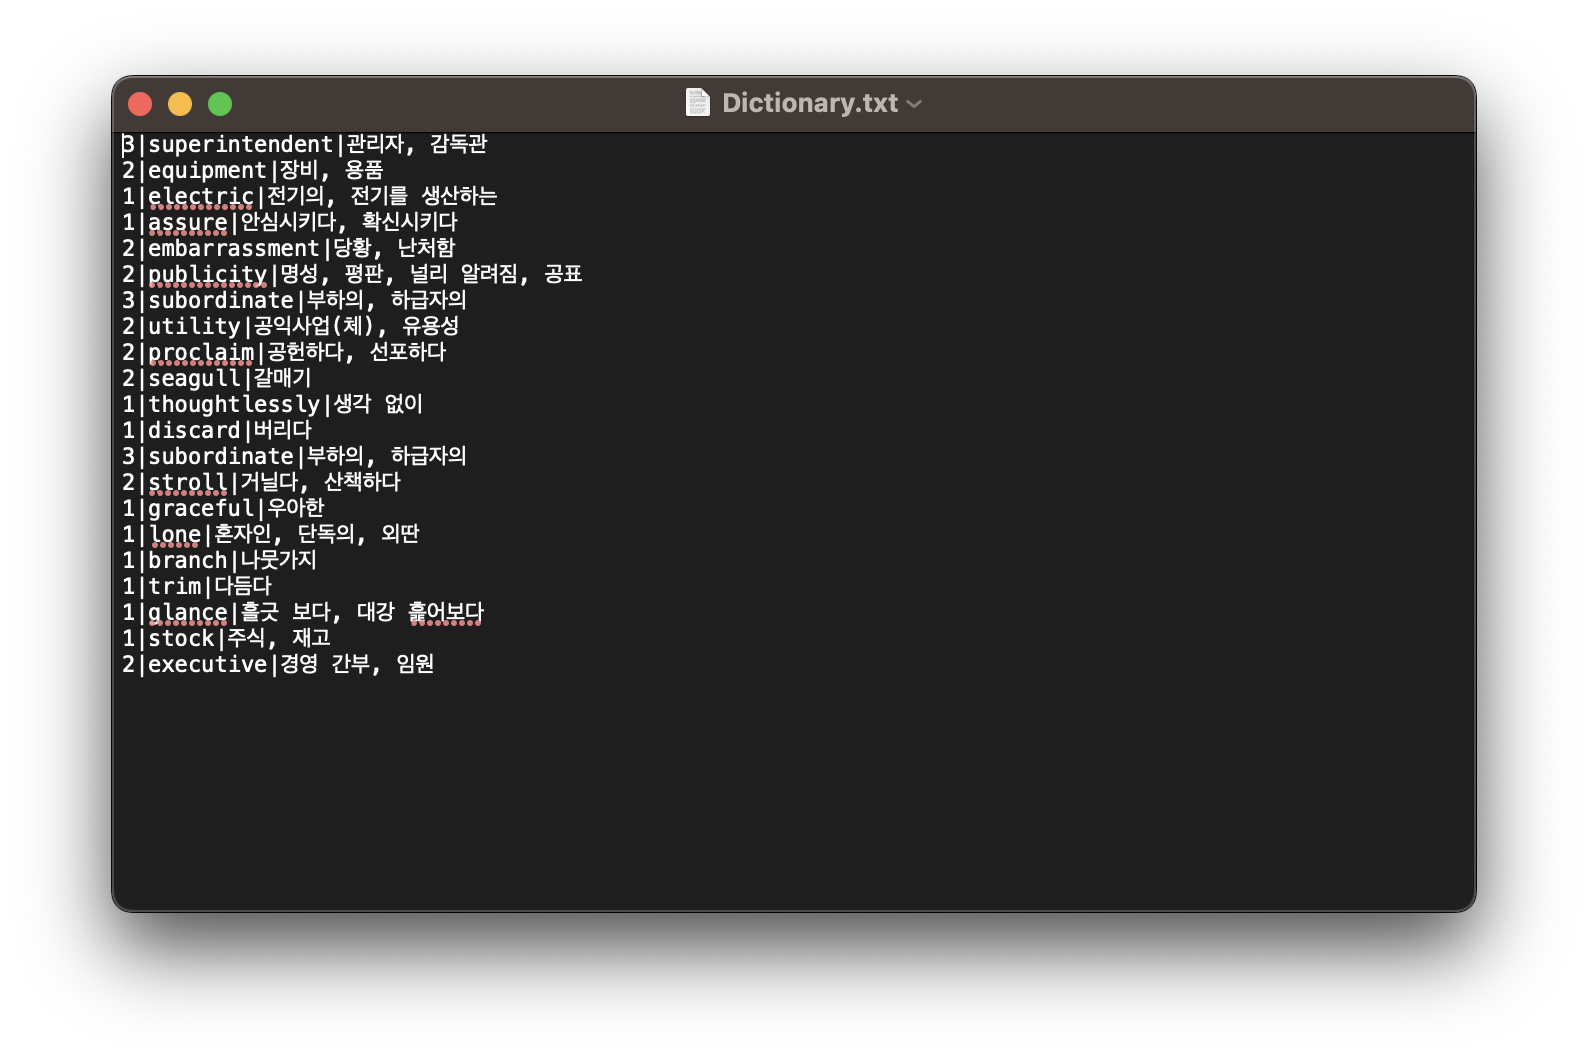 Dictionary.txt
3|superintendent|관리자, 감독관
2|equipment|장비, 용품
1|electric|전기의, 전기를 생산하는
1|assure|안심시키다, 확신시키다
2|embarrassment|당황, 난처함
2|publicity|명성, 평판, 널리 알려짐, 공표
3|subordinate|부하의, 하급자의
2|utility|공익사업(체), 유용성
2|proclaim|공헌하다, 선포하다
2|seagull|갈매기
1|thoughtlessly|생각 없이
1|discard|버리다
3|subordinate|부하의, 하급자의
2|stroll|거닐다, 산책하다
1|graceful|우아한
1|lone|혼자인, 단독의, 외딴
1|branch|나뭇가지
1|trim|다듬다
1|glance|흘긋 보다, 대강 훑어보다
1|stock|주식, 재고
2|executive|경영 간부, 임원